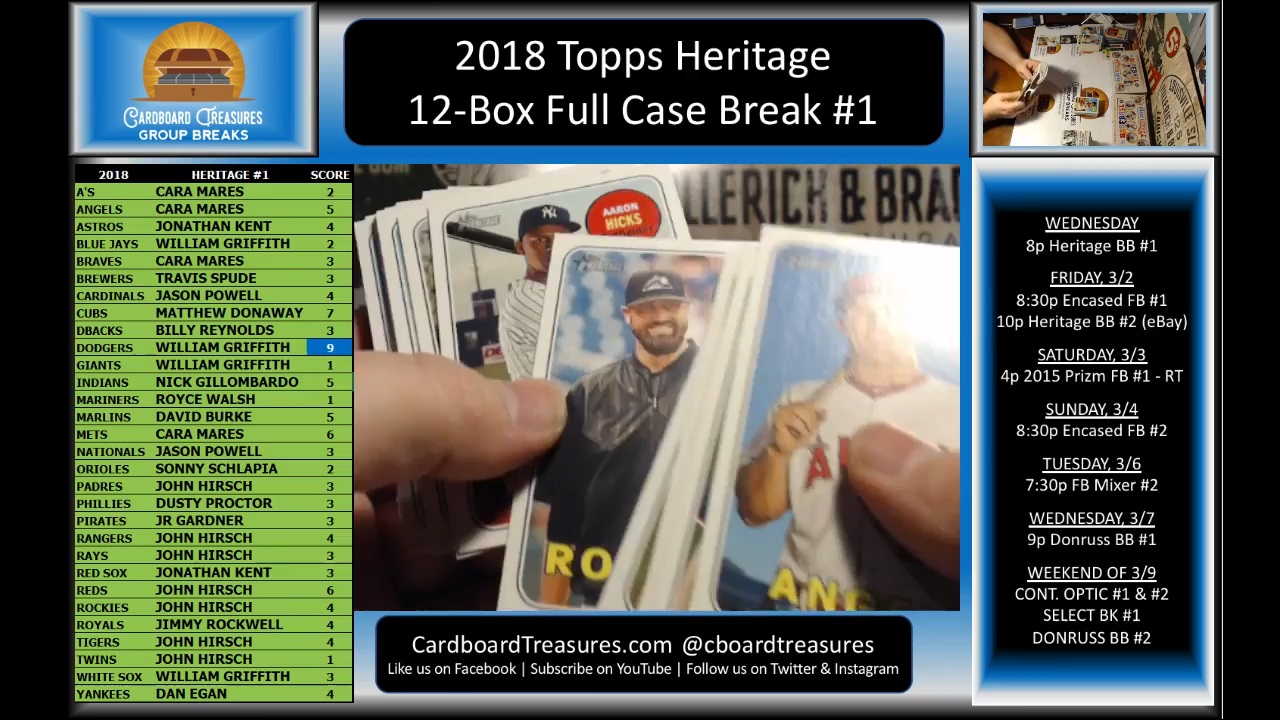 CARDBOARD TREASURES
GROUP BREAKS
2018 Topps Heritage
12-Box Full Case Break #1
2018 HERITAGE #1 SCORE
A'S CARA MARES 2
ANGELS CARA MARES 5
ASTROS JONATHAN KENT 4
BLUE JAYS WILLIAM GRIFFITH 2
BRAVES CARA MARES 3
BREWERS TRAVIS SPUDE 3
CARDINALS JASON POWELL 4
CUBS MATTHEW DONAWAY 7
DBACKS BILLY REYNOLDS 3
DODGERS WILLIAM GRIFFITH 9
GIANTS WILLIAM GRIFFITH 1
INDIANS NICK GILLOMBARDO 5
MARINERS ROYCE WALSH 1
MARLINS DAVID BURKE 5
METS CARA MARES 6
NATIONALS JASON POWELL 3
ORIOLES SONNY SCHLAPIA 2
PADRES JOHN HIRSCH 3
PHILLIES DUSTY PROCTOR 3
PIRATES JR GARDNER 3
RANGERS JOHN HIRSCH 4
RAYS JOHN HIRSCH 3
RED SOX JONATHAN KENT 3
REDS JOHN HIRSCH 6
ROCKIES JOHN HIRSCH 4
ROYALS JIMMY ROCKWELL 4
TIGERS JOHN HIRSCH 4
TWINS JOHN HIRSCH 1
WHITE SOX WILLIAM GRIFFITH 3
YANKEES DAN EGAN 4
LLERICH & BRA
AARON
HICKS
RO
ANG
CardboardTreasures.com @cboardtreasures
Like us on Facebook | Subscribe on YouTube | Follow us on Twitter & Instagram
WEDNESDAY
8p Heritage BB #1
FRIDAY, 3/2
8:30p Encased FB #1
10p Heritage BB #2 (eBay)
SATURDAY, 3/3
4p 2015 Prizm FB #1 - RT
SUNDAY, 3/4
8:30p Encased FB #2
TUESDAY, 3/6
7:30p FB Mixer #2
WEDNESDAY, 3/7
9p Donruss BB #1
WEEKEND OF 3/9
CONT. OPTIC #1 & #2
SELECT BK #1
DONRUSS BB #2